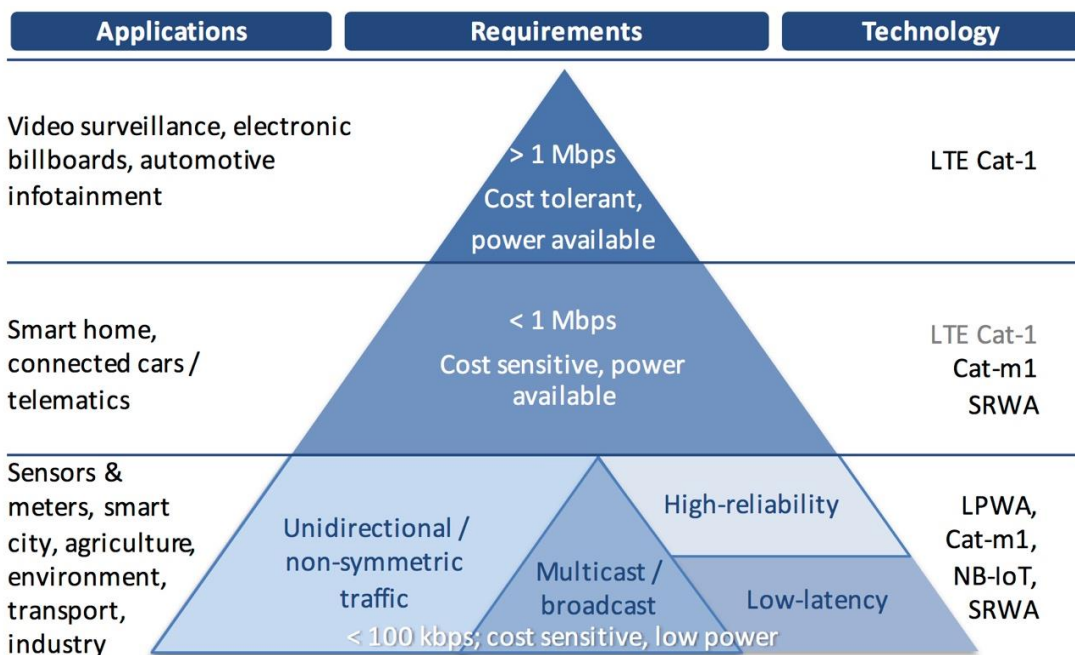 Applications
Requirements
Technology
Video surveillance, electronic
billboards, automotive
infotainment
> 1 Mbps
Cost tolerant,
power available
LTE Cat-1
Smart home,
connected cars /
telematics
< 1 Mbps
Cost sensitive, power
available
LTE Cat-1
Cat-m1
SRWA
Sensors &
meters, smart
city, agriculture,
environment,
transport,
industry
Unidirectional /
non-symmetric
traffic
Multicast /
broadcast
High-reliability
Low-latency
< 100 kbps; cost sensitive, low power
LPWA,
Cat-m1,
NB-IoT,
SRWA